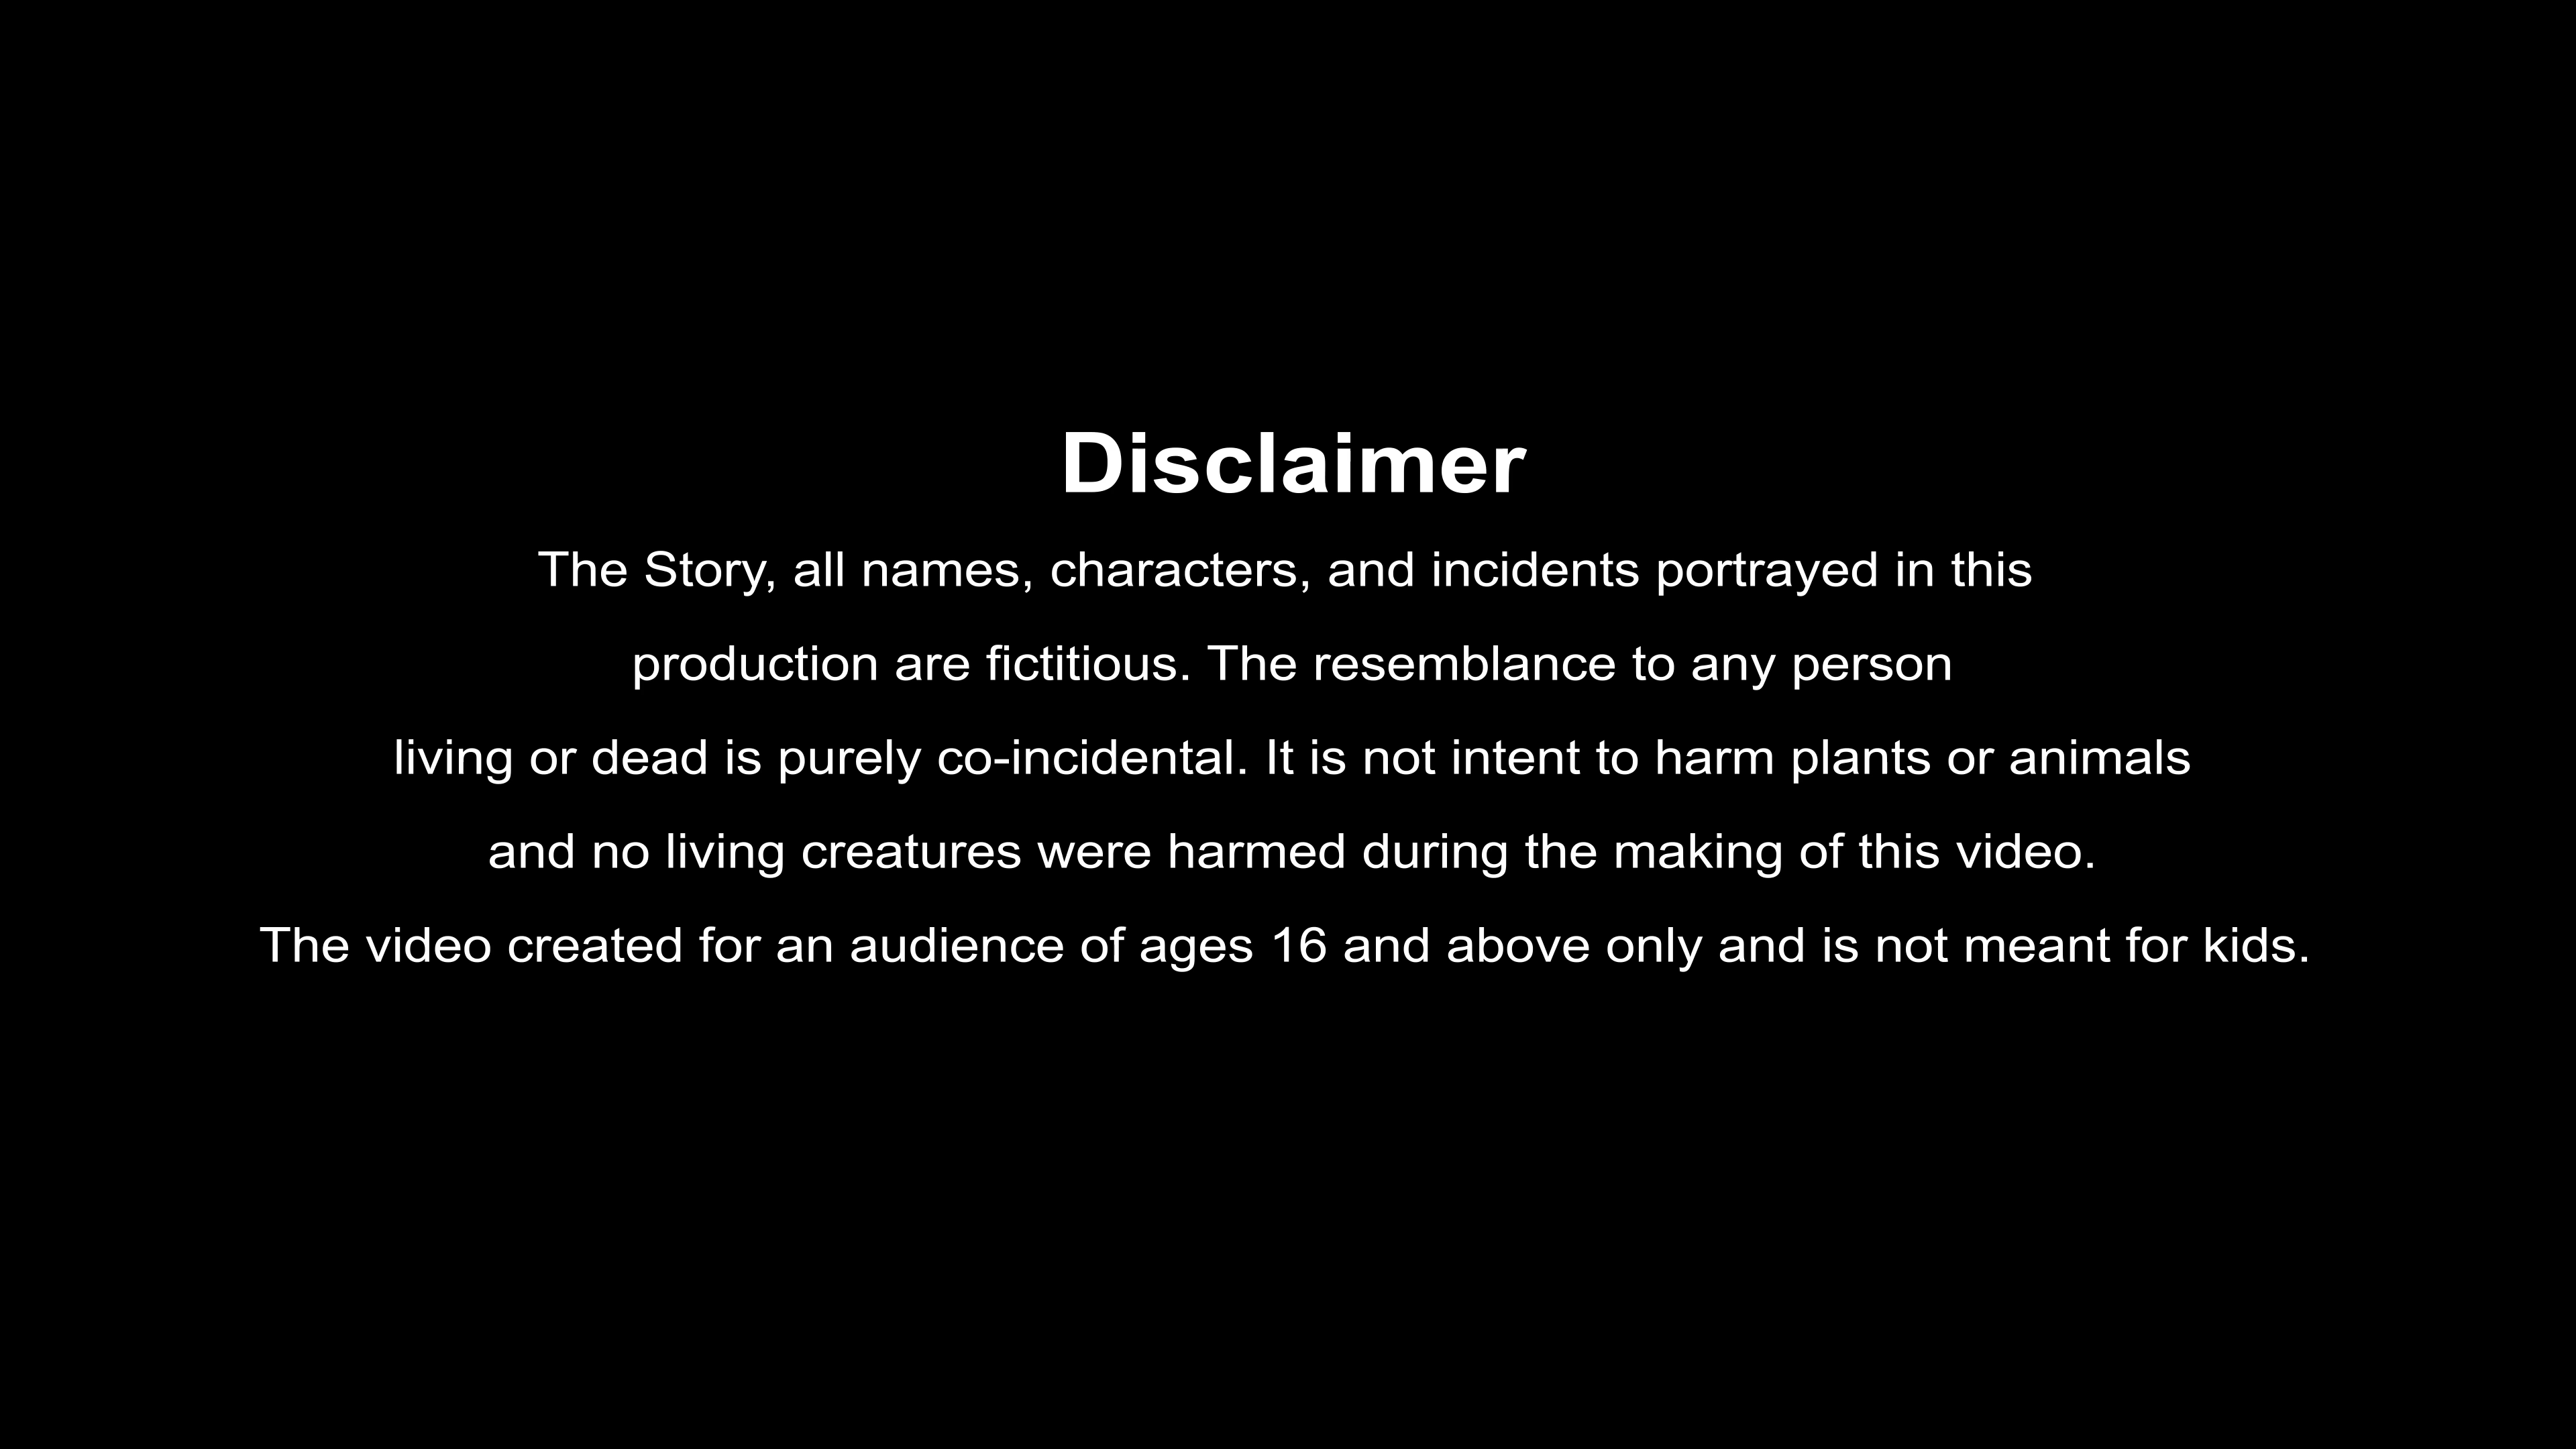 Disclaimer
The Story, all names, characters, and incidents portrayed in this
production are fictitious. The resemblance to any person
living or dead is purely co-incidental. It is not intent to harm plants or animals
and no living creatures were harmed during the making of this video.
The video created for an audience of ages 16 and above only and is not meant for kids.